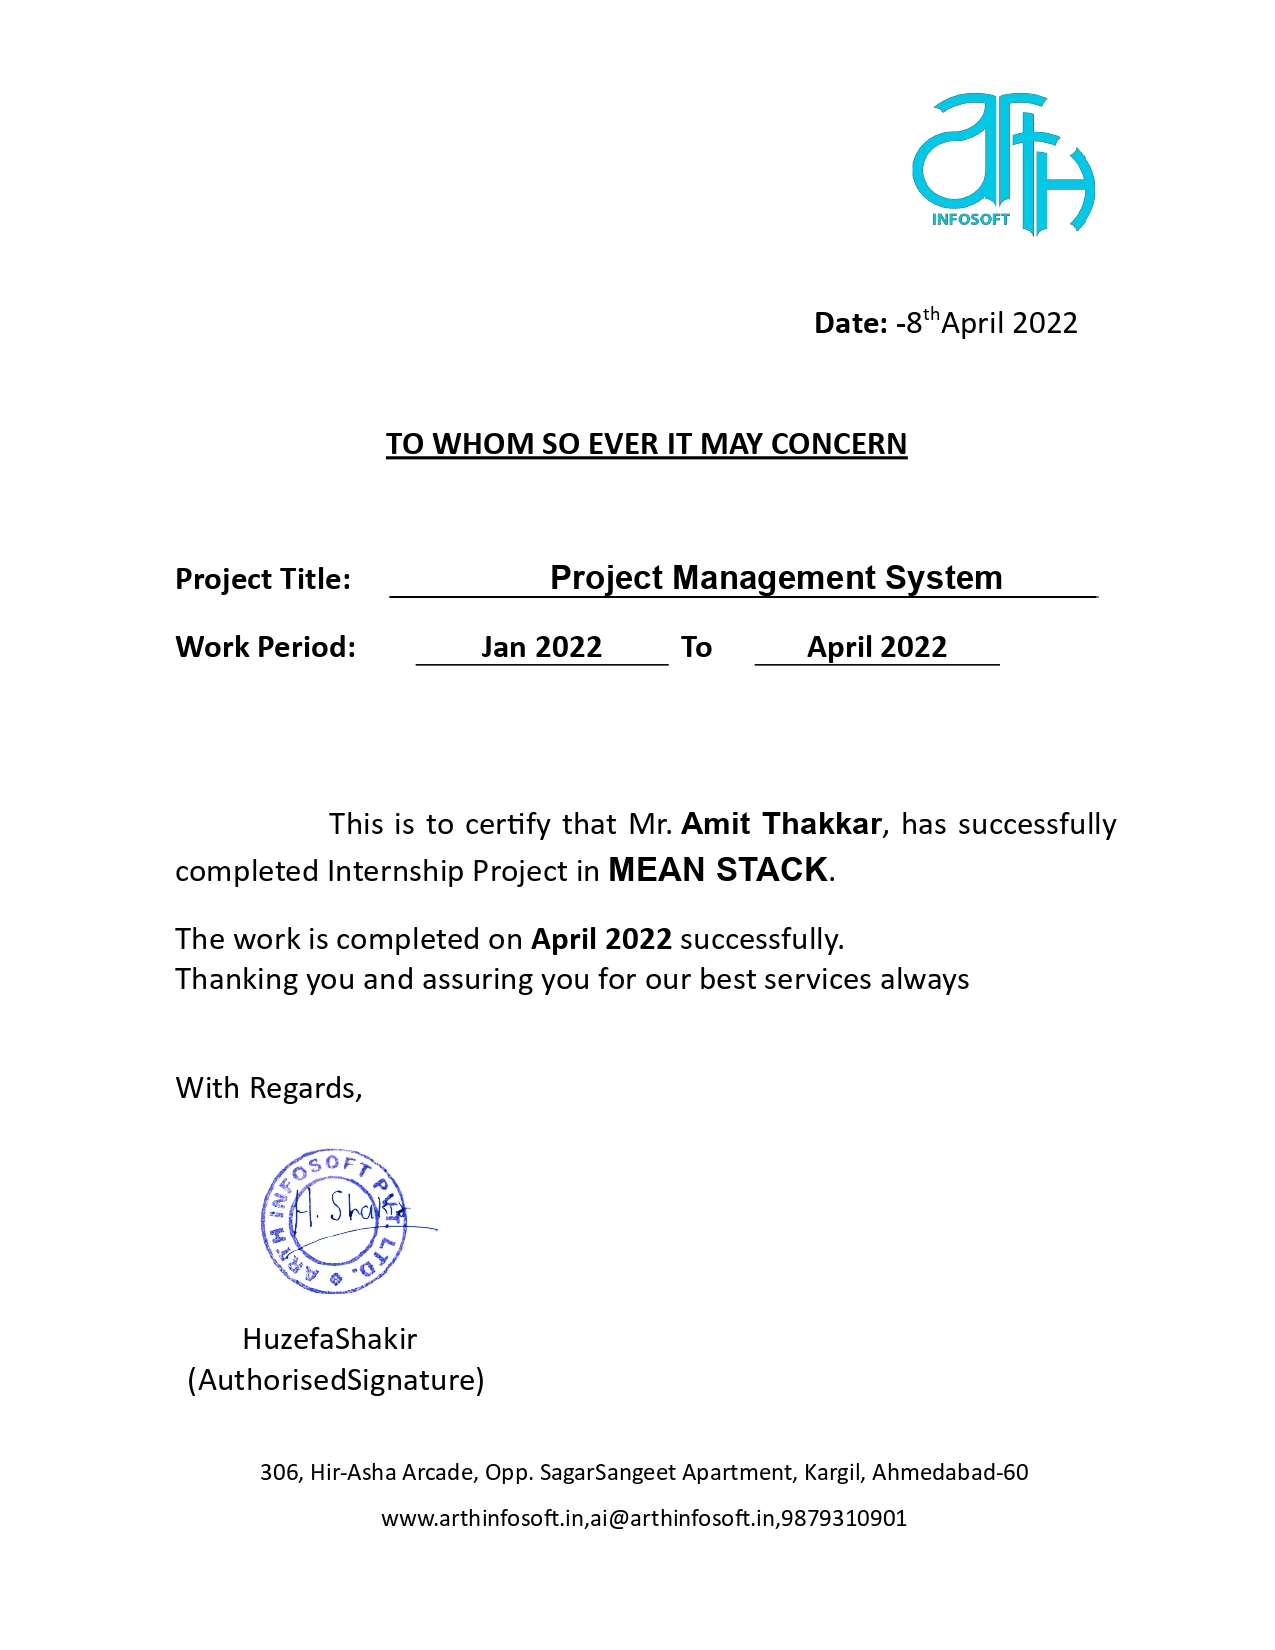 arth
INFOSOFT
Date: -8thApril 2022
TO WHOM SO EVER IT MAY CONCERN
Project Title: Project Management System
Work Period: Jan 2022 To April 2022
This is to certify that Mr. Amit Thakkar, has successfully
completed Internship Project in MEAN STACK.
The work is completed on April 2022 successfully.
Thanking you and assuring you for our best services always
With Regards,
ARTH INFOSOFT PVT. LTD.
H. Shakir
HuzefaShakir
(AuthorisedSignature)
306, Hir-Asha Arcade, Opp. SagarSangeet Apartment, Kargil, Ahmedabad-60
www.arthinfosoft.in,ai@arthinfosoft.in,9879310901